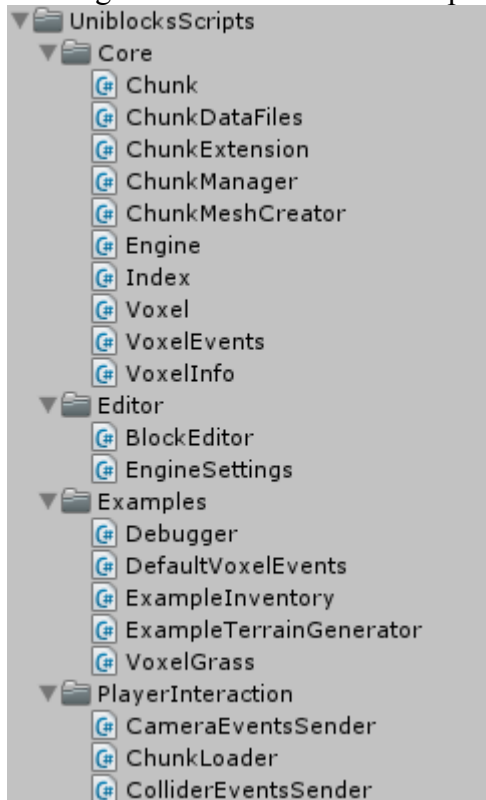 UniblocksScripts
Core
Chunk
ChunkDataFiles
ChunkExtension
ChunkManager
ChunkMeshCreator
Engine
Index
Voxel
VoxelEvents
VoxelInfo
Editor
BlockEditor
EngineSettings
Examples
Debugger
DefaultVoxelEvents
ExampleInventory
ExampleTerrainGenerator
VoxelGrass
PlayerInteraction
CameraEventsSender
ChunkLoader
ColliderEventsSender